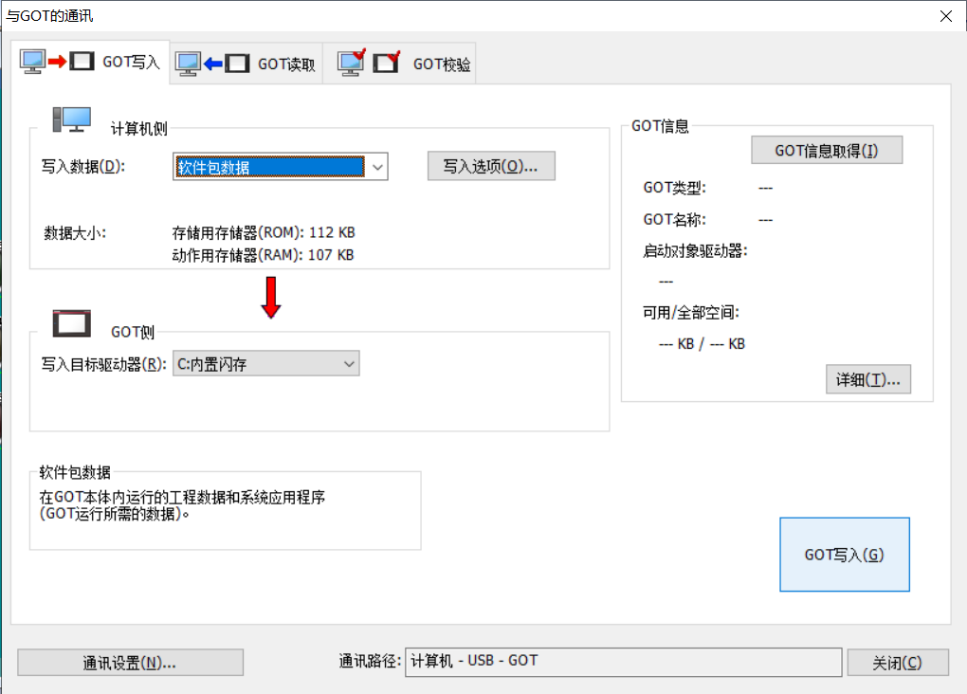 与GOT的通讯
GOT写入
GOT读取
GOT校验
计算机侧
写入数据(D):
软件包数据
写入选项(O)...
数据大小:
存储用存储器(ROM): 112 KB
动作用存储器(RAM): 107 KB
GOT侧
写入目标驱动器(R):
C:内置闪存
软件包数据
在GOT本体内运行的工程数据和系统应用程序
(GOT运行所需的数据)。
GOT信息
GOT信息取得(I)
GOT类型: ---
GOT名称: ---
启动对象驱动器:
---
可用/全部空间:
--- KB / --- KB
详细(T)...
GOT写入(G)
通讯设置(N)...
通讯路径:
计算机 - USB - GOT
关闭(C)